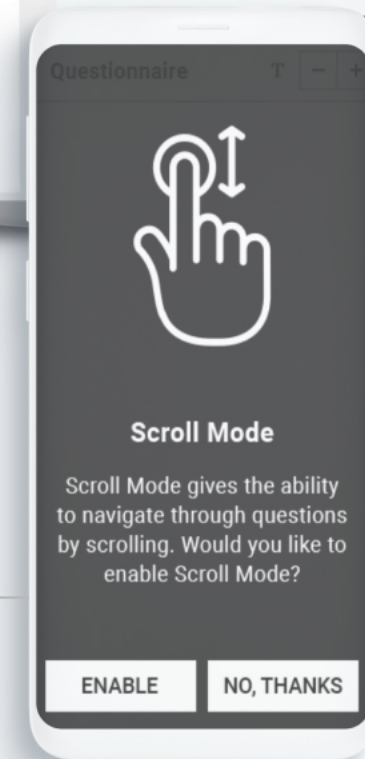 Questionnaire T − +
Scroll Mode
Scroll Mode gives the ability
to navigate through questions
by scrolling. Would you like to
enable Scroll Mode?
ENABLE NO, THANKS